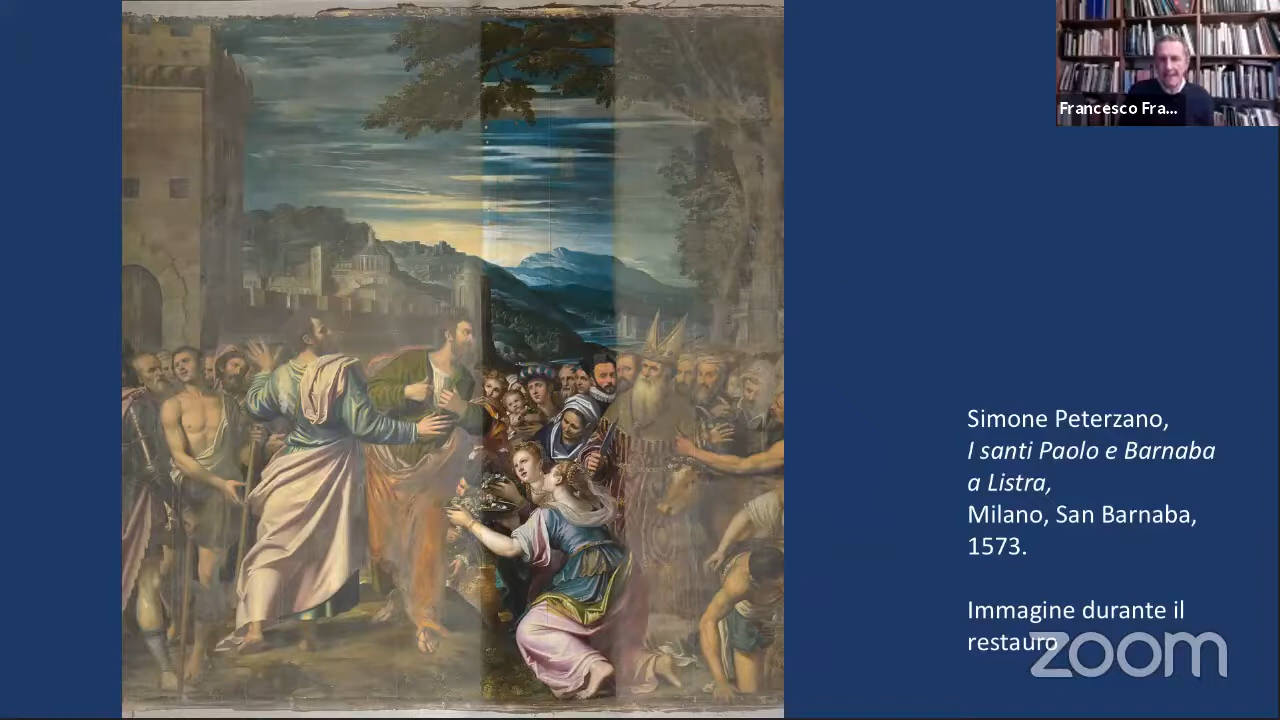 Francesco Fra...
Simone Peterzano,
I santi Paolo e Barnaba
a Listra,
Milano, San Barnaba,
1573.
Immagine durante il
restauro
zoom